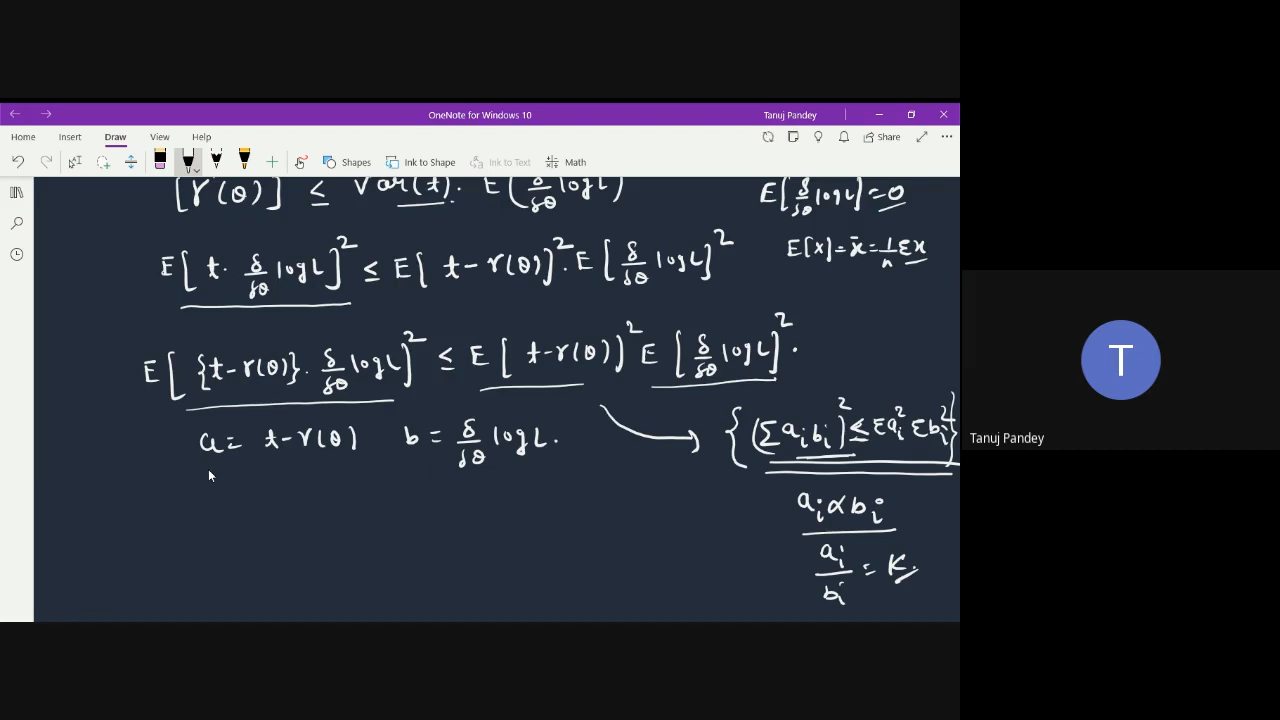 OneNote for Windows 10
Tanuj Pandey
Home Insert Draw View Help
Share
Shapes Ink to Shape Ink to Text Math
[r'(θ)] ≤ Var(t). E(δ/δθ logL)
E[δ/δθ logL] = 0
E[x] = x̄ = 1/n Σx
E[t. δ/δθ logL]² ≤ E[t-r(θ)]². E[δ/δθ logL]²
E[{t-r(θ)}. δ/δθ logL]² ≤ E[t-r(θ))² E[δ/δθ logL]².
a = t-r(θ) b = δ/δθ logL.
{(Σ aᵢbᵢ)² ≤ Σaᵢ² Σbᵢ²}
aᵢ ∝ bᵢ
aᵢ/bᵢ = K.
T
Tanuj Pandey